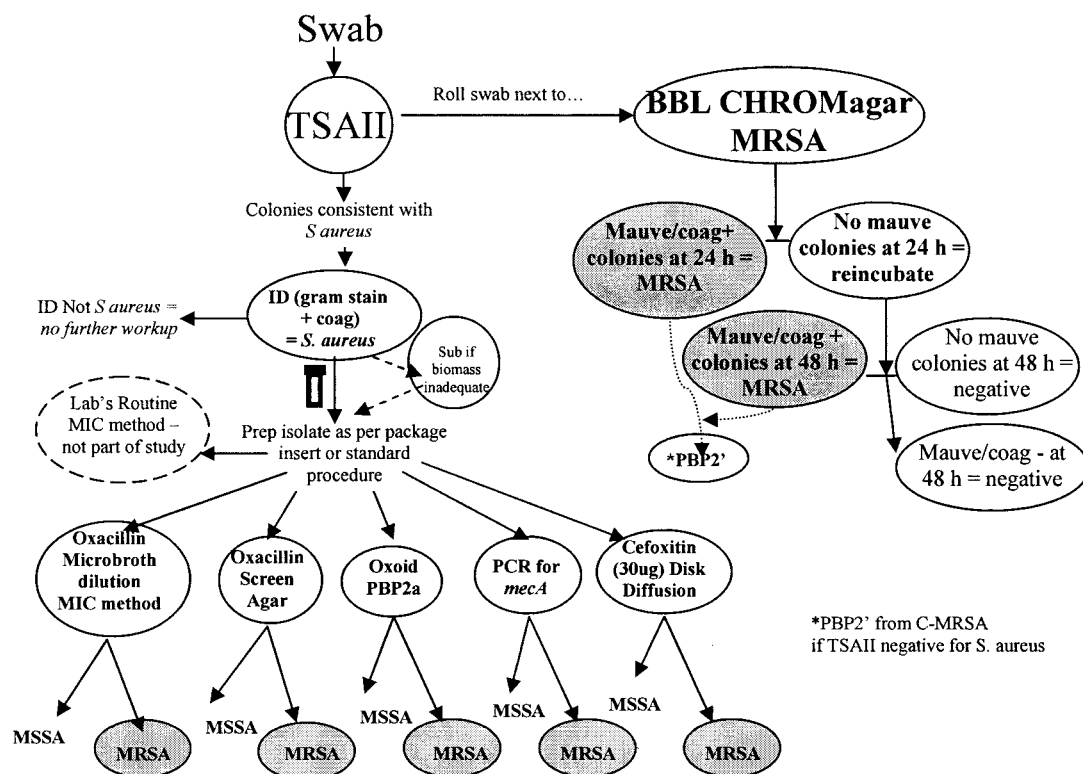 Swab
TSAII
Roll swab next to…
BBL CHROMagar
MRSA
Colonies consistent with
S aureus
Mauve/coag+
colonies at 24 h =
MRSA
No mauve
colonies at 24 h =
reincubate
ID Not S aureus =
no further workup
ID (gram stain
+ coag)
= S. aureus
Sub if
biomass
inadequate
Mauve/coag +
colonies at 48 h =
MRSA
No mauve
colonies at 48 h =
negative
Lab's Routine
MIC method –
not part of study
Prep isolate as per package
insert or standard
procedure
*PBP2'
Mauve/coag - at
48 h = negative
Oxacillin
Microbroth
dilution
MIC method
Oxacillin
Screen
Agar
Oxoid
PBP2a
PCR for
mecA
Cefoxitin
(30ug) Disk
Diffusion
*PBP2' from C-MRSA
if TSAII negative for S. aureus
MSSA
MRSA
MSSA
MRSA
MSSA
MRSA
MSSA
MRSA
MSSA
MRSA